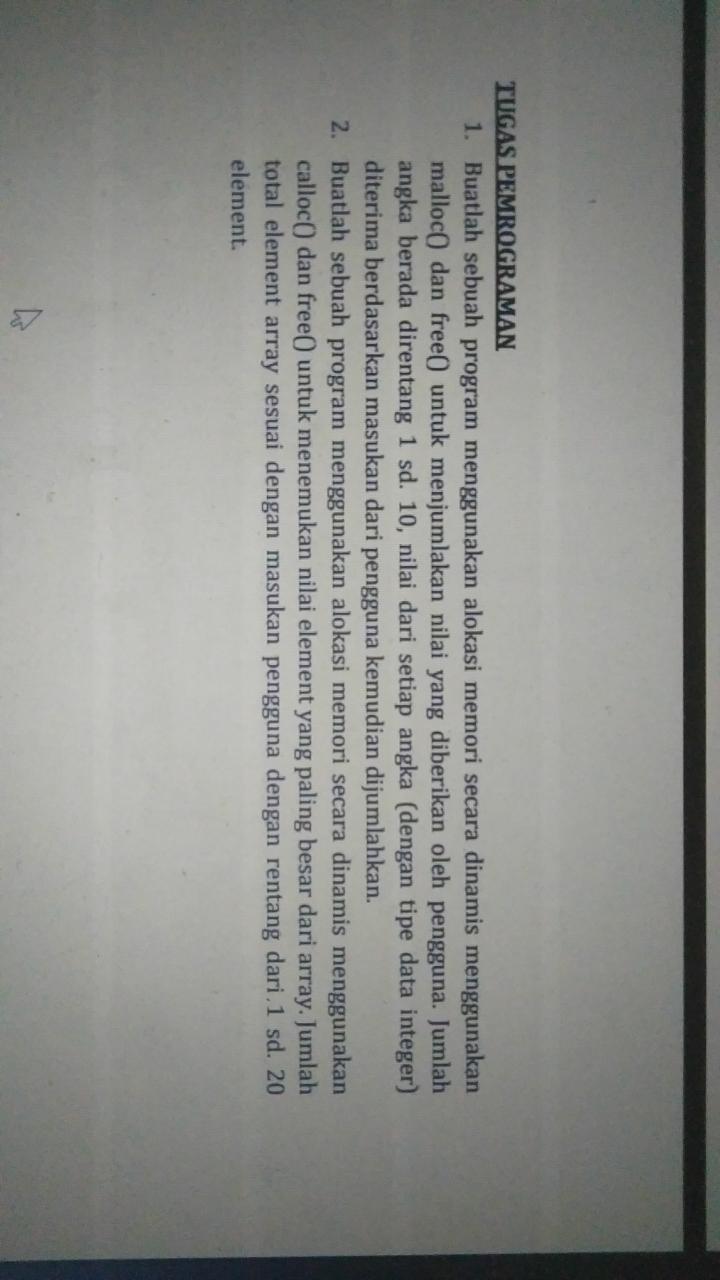 TUGAS PEMROGRAMAN
1. Buatlah sebuah program menggunakan alokasi memori secara dinamis menggunakan
malloc() dan free() untuk menjumlakan nilai yang diberikan oleh pengguna. Jumlah
angka berada direntang 1 sd. 10, nilai dari setiap angka (dengan tipe data integer)
diterima berdasarkan masukan dari pengguna kemudian dijumlahkan.
2. Buatlah sebuah program menggunakan alokasi memori secara dinamis menggunakan
calloc() dan free() untuk menemukan nilai element yang paling besar dari array. Jumlah
total element array sesuai dengan masukan pengguna dengan rentang dari 1 sd. 20
element.